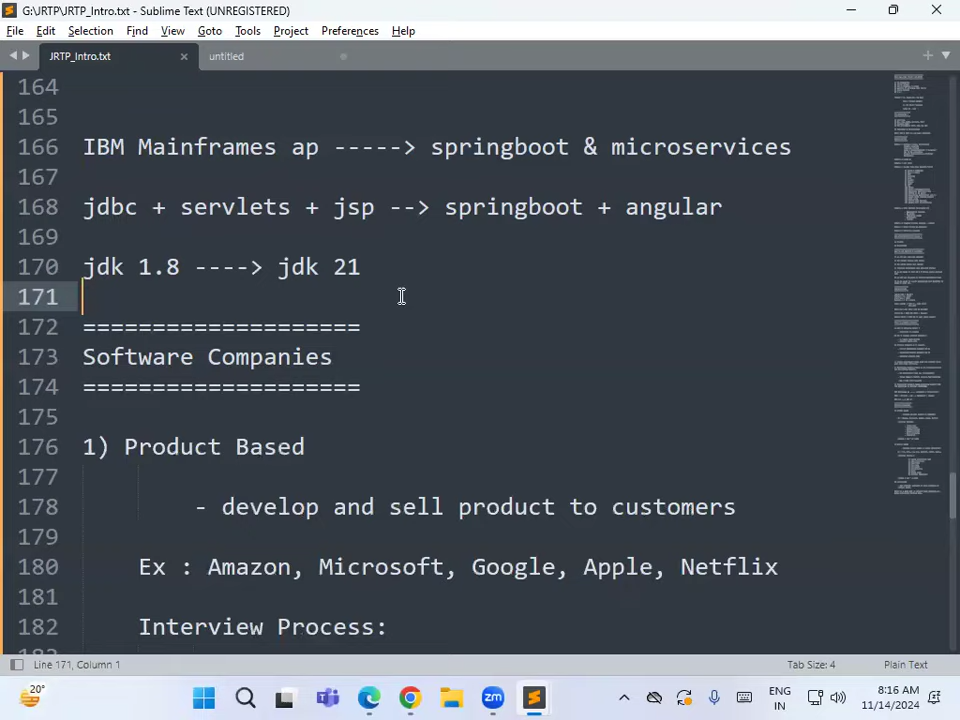 G:\JRTP\JRTP_Intro.txt - Sublime Text (UNREGISTERED)
File Edit Selection Find View Goto Tools Project Preferences Help
JRTP_Intro.txt untitled
164
165
166 IBM Mainframes ap -----> springboot & microservices
167
168 jdbc + servlets + jsp --> springboot + angular
169
170 jdk 1.8 ----> jdk 21
171
172 ====================
173 Software Companies
174 ====================
175
176 1) Product Based
177
178 - develop and sell product to customers
179
180 Ex : Amazon, Microsoft, Google, Apple, Netflix
181
182 Interview Process:
Line 171, Column 1 Tab Size: 4 Plain Text
20°
zm
ENG
IN
8:16 AM
11/14/2024